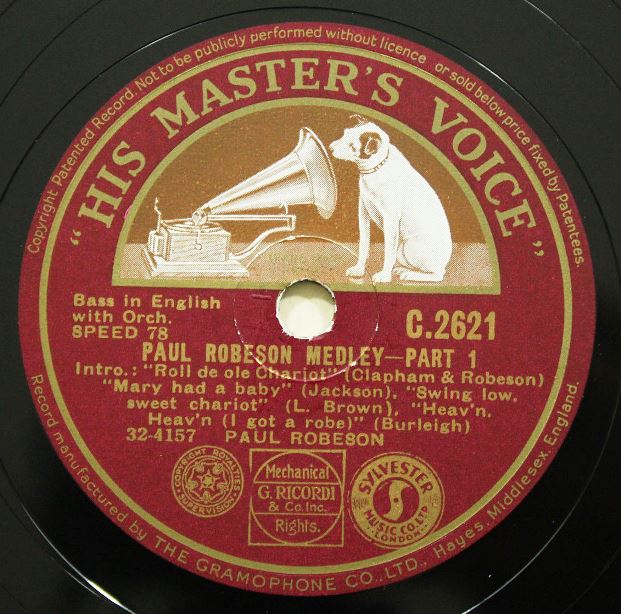 Copyright Patented Record. Not to be publicly performed without licence or sold below price fixed by Patentees.
"HIS MASTER'S VOICE"
Bass in English
with Orch.
SPEED 78
C.2621
PAUL ROBESON MEDLEY—PART 1
Intro.: "Roll de ole Chariot" (Clapham & Robeson)
"Mary had a baby" (Jackson), "Swing low,
sweet chariot" (L. Brown), "Heav'n,
Heav'n (I got a robe)" (Burleigh)
32-4157 PAUL ROBESON
COPYRIGHT ROYALTIES SUPERVISION
Mechanical
G. RICORDI
& Co. Inc.
Rights.
SYLVESTER
S
MUSIC CO. LTD
LONDON
Record manufactured by THE GRAMOPHONE CO., LTD., Hayes, Middlesex, England.